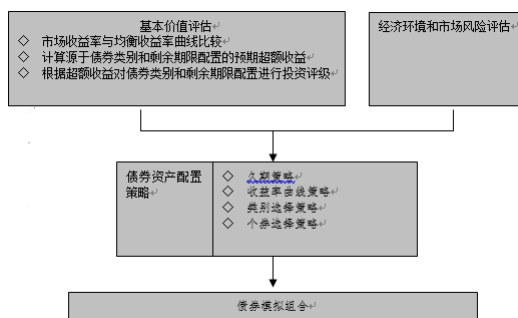 基本价值评估
◇ 市场收益率与均衡收益率曲线比较
◇ 计算源于债券类别和剩余期限配置的预期超额收益
◇ 根据超额收益对债券类别和剩余期限配置进行投资评级
经济环境和市场风险评估
债券资产配置
策略
◇ 久期策略
◇ 收益率曲线策略
◇ 类别选择策略
◇ 个券选择策略
债券模拟组合